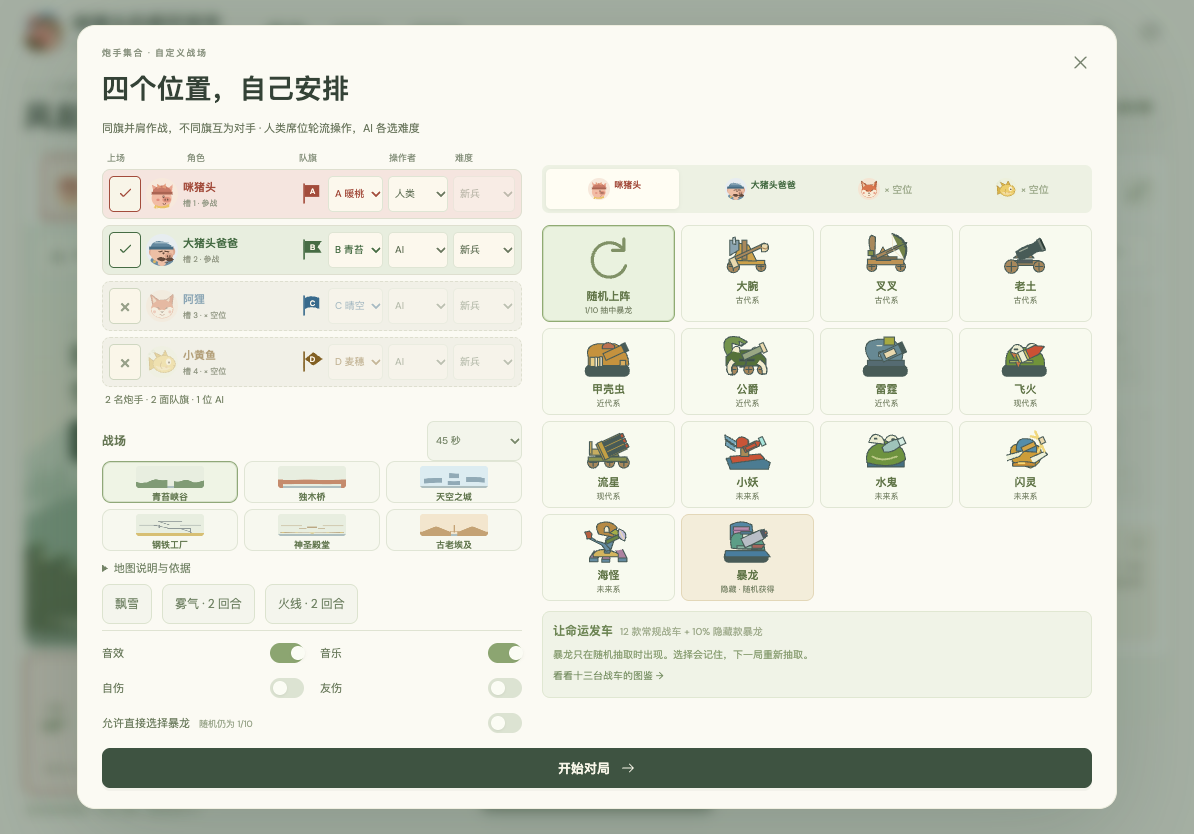 炮手集合 · 自定义战场
四个位置，自己安排
同旗并肩作战，不同旗互为对手 · 人类席位轮流操作，AI 各选难度
上场 角色 队旗 操作者 难度
咪猪头
槽 1 · 参战
A
A 暖桃
人类
新兵
大猪头爸爸
槽 2 · 参战
B
B 青苔
AI
新兵
阿狸
槽 3 · × 空位
C
C 晴空
AI
新兵
小黄鱼
槽 4 · × 空位
D
D 麦穗
AI
新兵
2 名炮手 · 2 面队旗 · 1 位 AI
战场
45 秒
青苔峡谷
独木桥
天空之城
钢铁工厂
神圣殿堂
古老埃及
地图说明与依据
飘雪
雾气 · 2 回合
火线 · 2 回合
音效
音乐
自伤
友伤
允许直接选择暴龙 随机仍为 1/10
咪猪头
大猪头爸爸
× 空位
× 空位
随机上阵
1/10 抽中暴龙
大腕
古代系
叉叉
古代系
老土
古代系
甲壳虫
近代系
公爵
近代系
雷霆
近代系
飞火
现代系
流星
现代系
小妖
未来系
水鬼
未来系
闪灵
未来系
海怪
未来系
暴龙
隐藏 · 随机获得
让命运发车 12 款常规战车 + 10% 隐藏款暴龙
暴龙只在随机抽取时出现。选择会记住，下一局重新抽取。
看看十三台战车的图鉴 →
开始对局 →